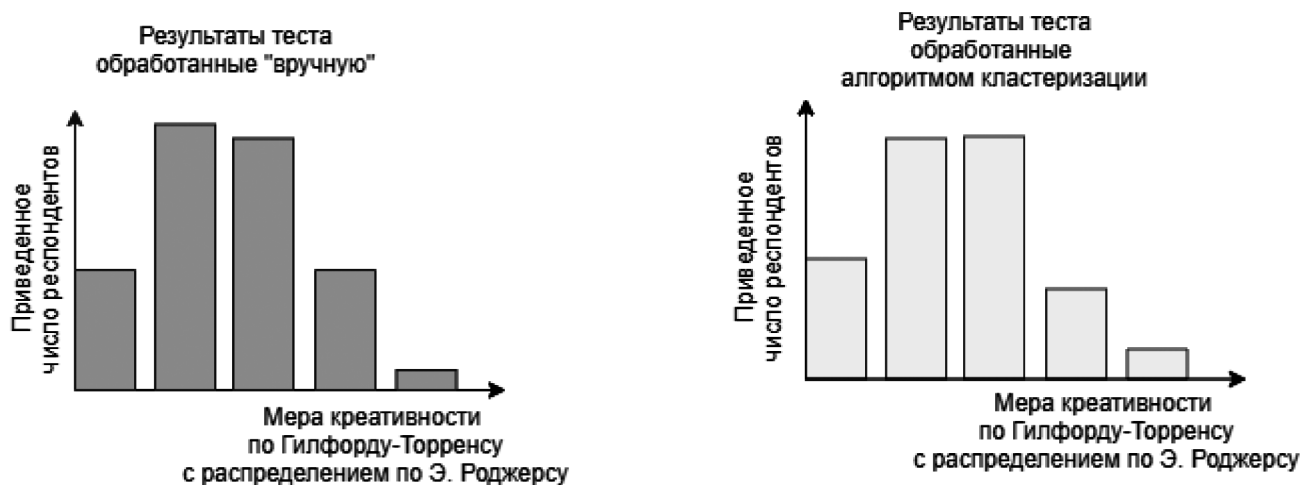 Результаты теста
обработанные "вручную"
Приведенное
число респондентов
Мера креативности
по Гилфорду-Торренсу
с распределением по Э. Роджерсу
Результаты теста
обработанные
алгоритмом кластеризации
Приведенное
число респондентов
Мера креативности
по Гилфорду-Торренсу
с распределением по Э. Роджерсу